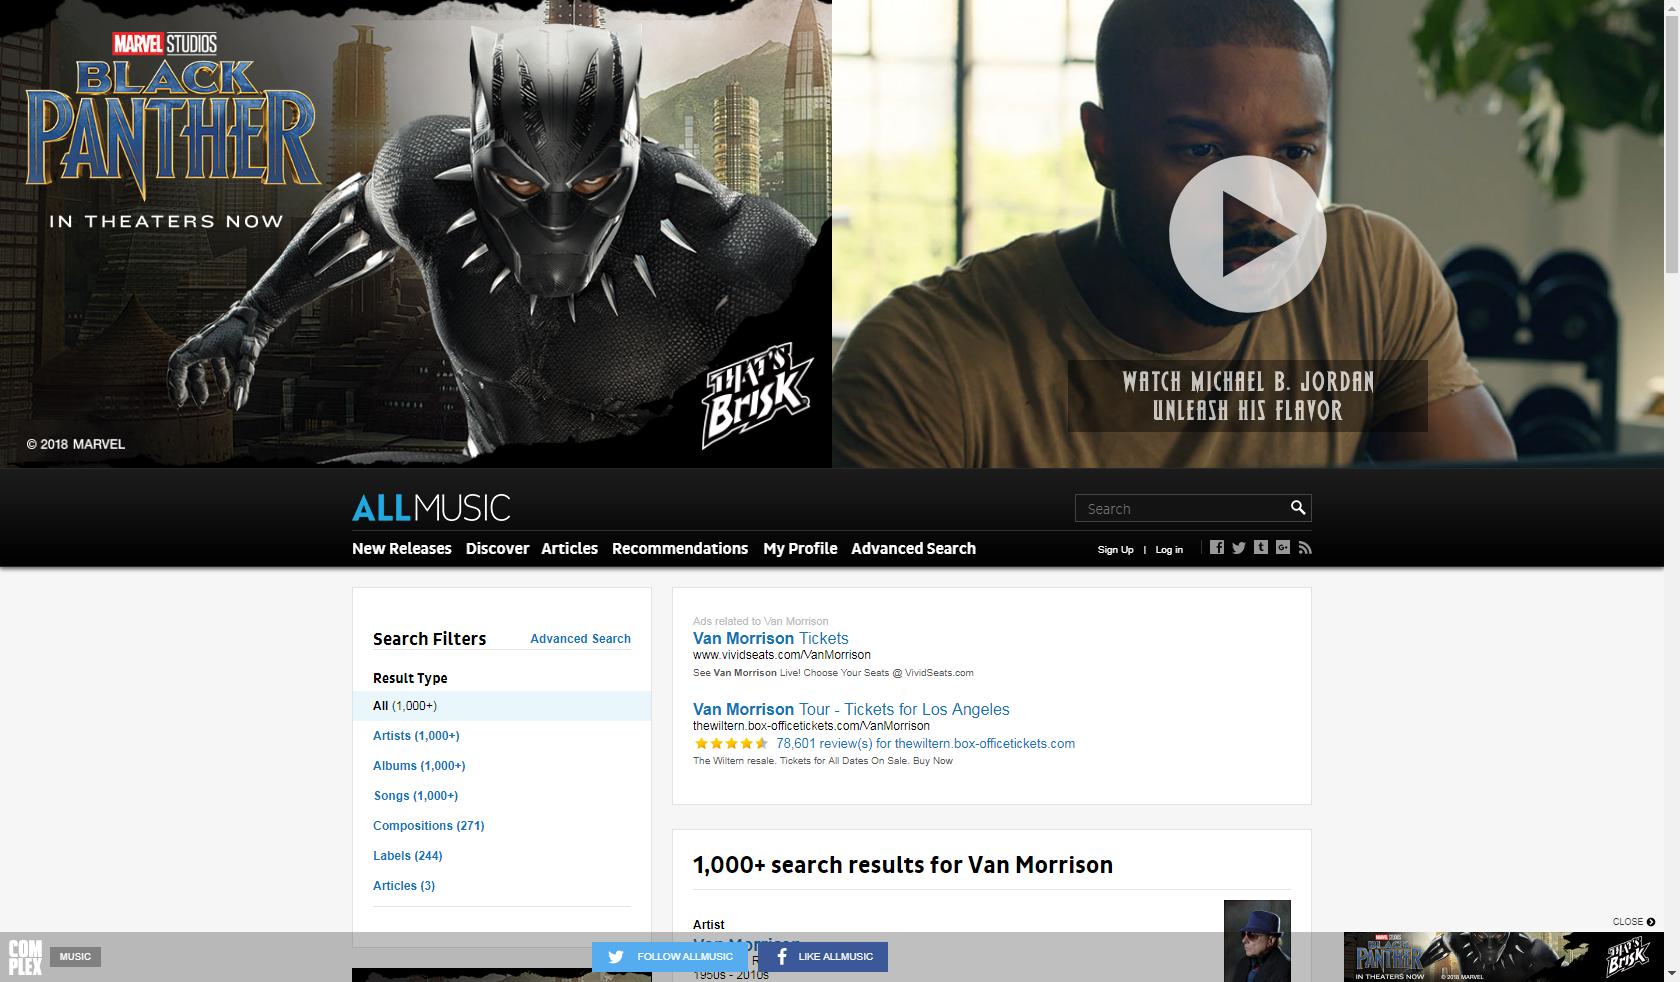 MARVEL STUDIOS
BLACK
PANTHER
IN THEATERS NOW
THAT'S
BRISK
© 2018 MARVEL
WATCH MICHAEL B. JORDAN
UNLEASH HIS FLAVOR
ALLMUSIC
Search
New Releases Discover Articles Recommendations My Profile Advanced Search
Sign Up | Log in
Search Filters Advanced Search
Result Type
All (1,000+)
Artists (1,000+)
Albums (1,000+)
Songs (1,000+)
Compositions (271)
Labels (244)
Articles (3)
Ads related to Van Morrison
Van Morrison Tickets
www.vividseats.com/VanMorrison
See Van Morrison Live! Choose Your Seats @ VividSeats.com
Van Morrison Tour - Tickets for Los Angeles
thewiltern.box-officetickets.com/VanMorrison
78,601 review(s) for thewiltern.box-officetickets.com
The Wiltern resale. Tickets for All Dates On Sale. Buy Now
1,000+ search results for Van Morrison
Artist
Van Morrison
1950s - 2010s
CLOSE
COMPLEX
MUSIC
FOLLOW ALLMUSIC
LIKE ALLMUSIC
MARVEL STUDIOS
BLACK
PANTHER
IN THEATERS NOW
© 2018 MARVEL
THAT'S
BRISK